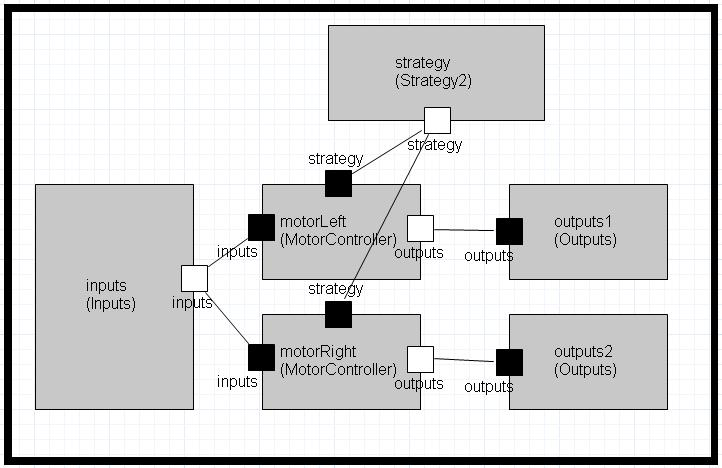 strategy
(Strategy2)
strategy
strategy
motorLeft
(MotorController)
inputs
outputs
outputs1
(Outputs)
outputs
inputs
(Inputs)
inputs
strategy
motorRight
(MotorController)
inputs
outputs
outputs2
(Outputs)
outputs